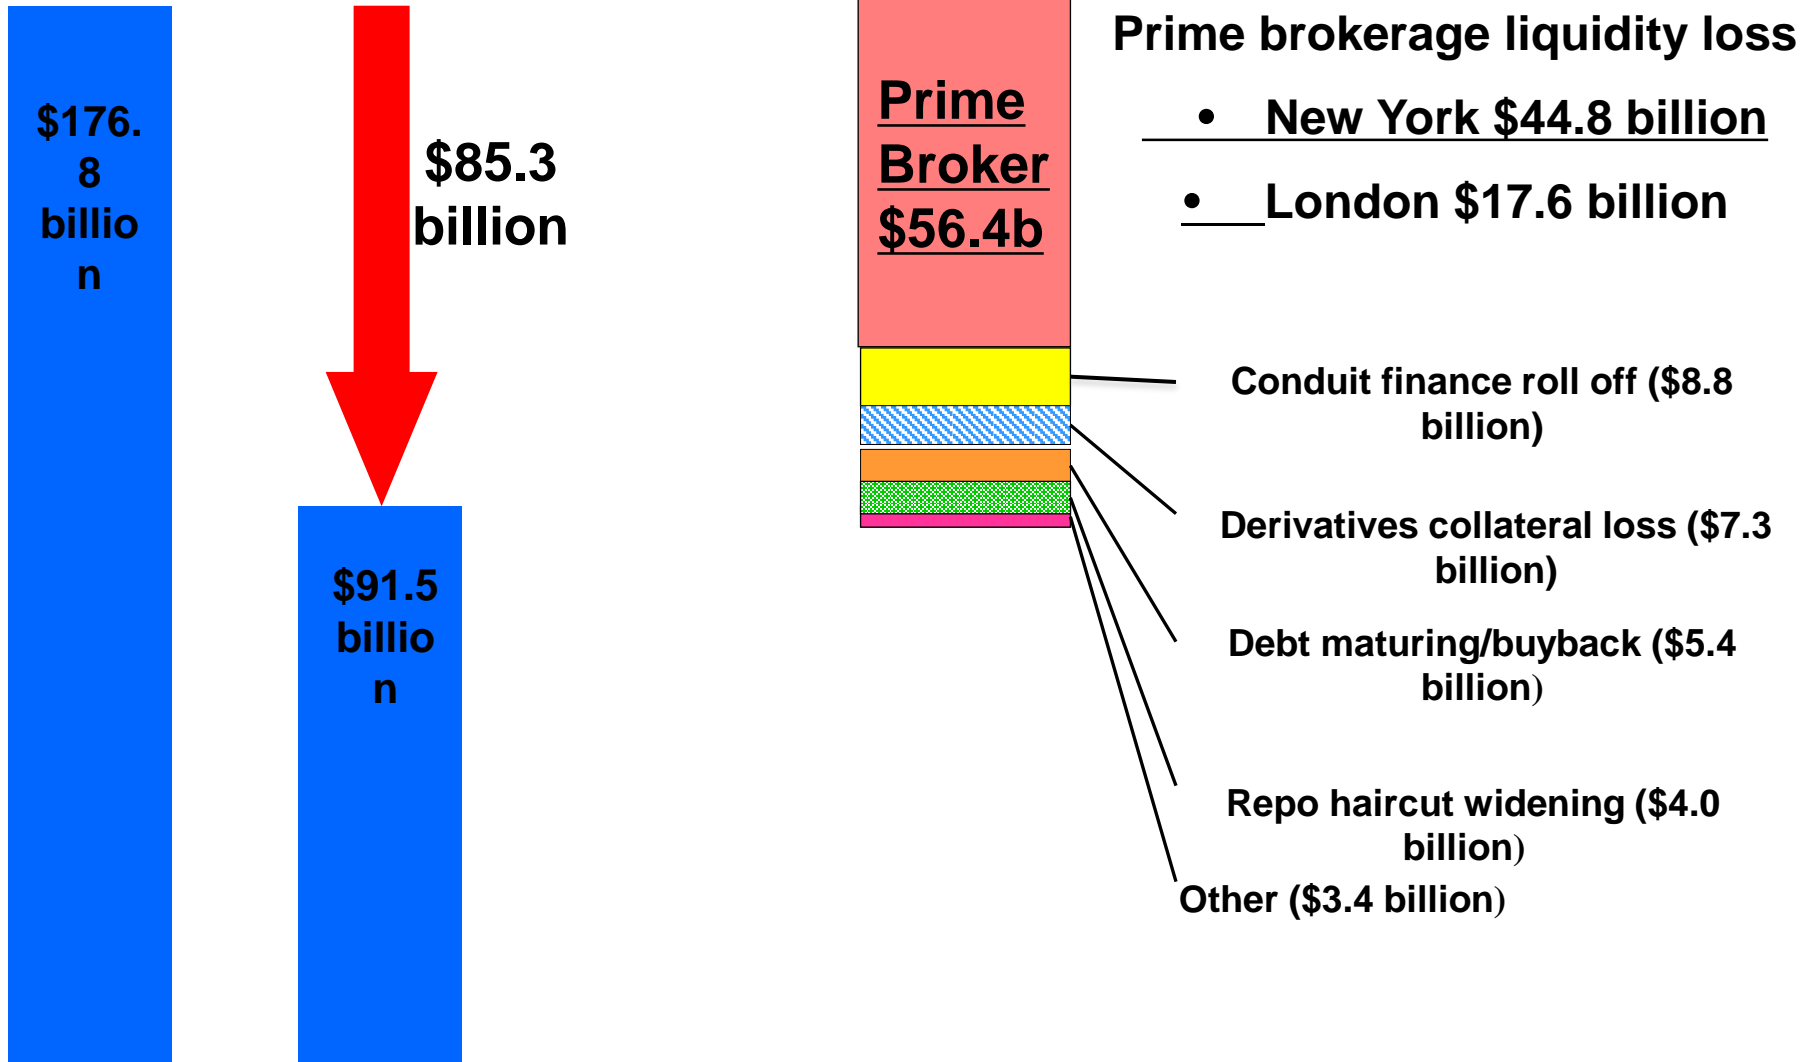 $176.
8
billio
n
$85.3
billion
$91.5
billio
n
Prime
Broker
$56.4b
Prime brokerage liquidity loss
• New York $44.8 billion
• London $17.6 billion
Conduit finance roll off ($8.8
billion)
Derivatives collateral loss ($7.3
billion)
Debt maturing/buyback ($5.4
billion)
Repo haircut widening ($4.0
billion)
Other ($3.4 billion)